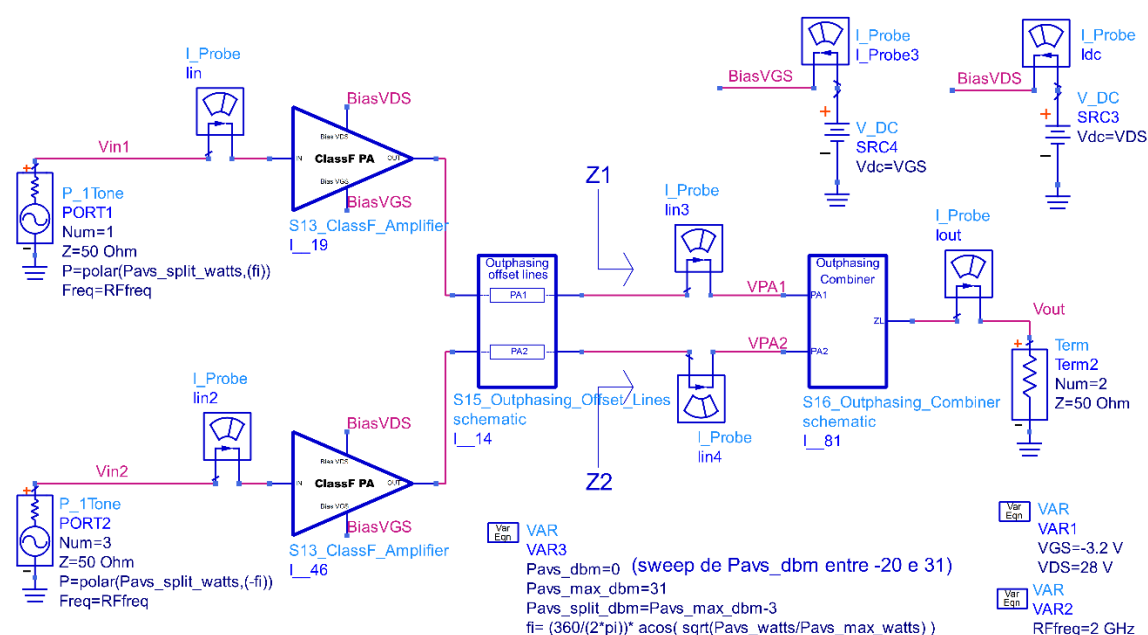 I_Probe
Iin
Vin1
P_1Tone
PORT1
Num=1
Z=50 Ohm
P=polar(Pavs_split_watts,(fi))
Freq=RFfreq
BiasVDS
Bias VDS
IN
ClassF PA
OUT
Bias VGS
BiasVGS
S13_ClassF_Amplifier
I__19
I_Probe
Iin2
Vin2
P_1Tone
PORT2
Num=3
Z=50 Ohm
P=polar(Pavs_split_watts,(-fi))
Freq=RFfreq
BiasVDS
Bias VDS
IN
ClassF PA
OUT
Bias VGS
BiasVGS
S13_ClassF_Amplifier
I__46
Outphasing
offset lines
PA1
PA2
S15_Outphasing_Offset_Lines
schematic
I__14
Z1
Z2
I_Probe
Iin3
VPA1
VPA2
I_Probe
Iin4
Outphasing
Combiner
PA1
PA2
ZL
S16_Outphasing_Combiner
schematic
I__81
I_Probe
Iout
Vout
Term
Term2
Num=2
Z=50 Ohm
I_Probe
I_Probe3
BiasVGS
V_DC
SRC4
Vdc=VGS
I_Probe
Idc
BiasVDS
V_DC
SRC3
Vdc=VDS
Var
Eqn
VAR
VAR3
Pavs_dbm=0 (sweep de Pavs_dbm entre -20 e 31)
Pavs_max_dbm=31
Pavs_split_dbm=Pavs_max_dbm-3
fi= (360/(2*pi))* acos( sqrt(Pavs_watts/Pavs_max_watts) )
Var
Eqn
VAR
VAR1
VGS=-3.2 V
VDS=28 V
Var
Eqn
VAR
VAR2
RFfreq=2 GHz